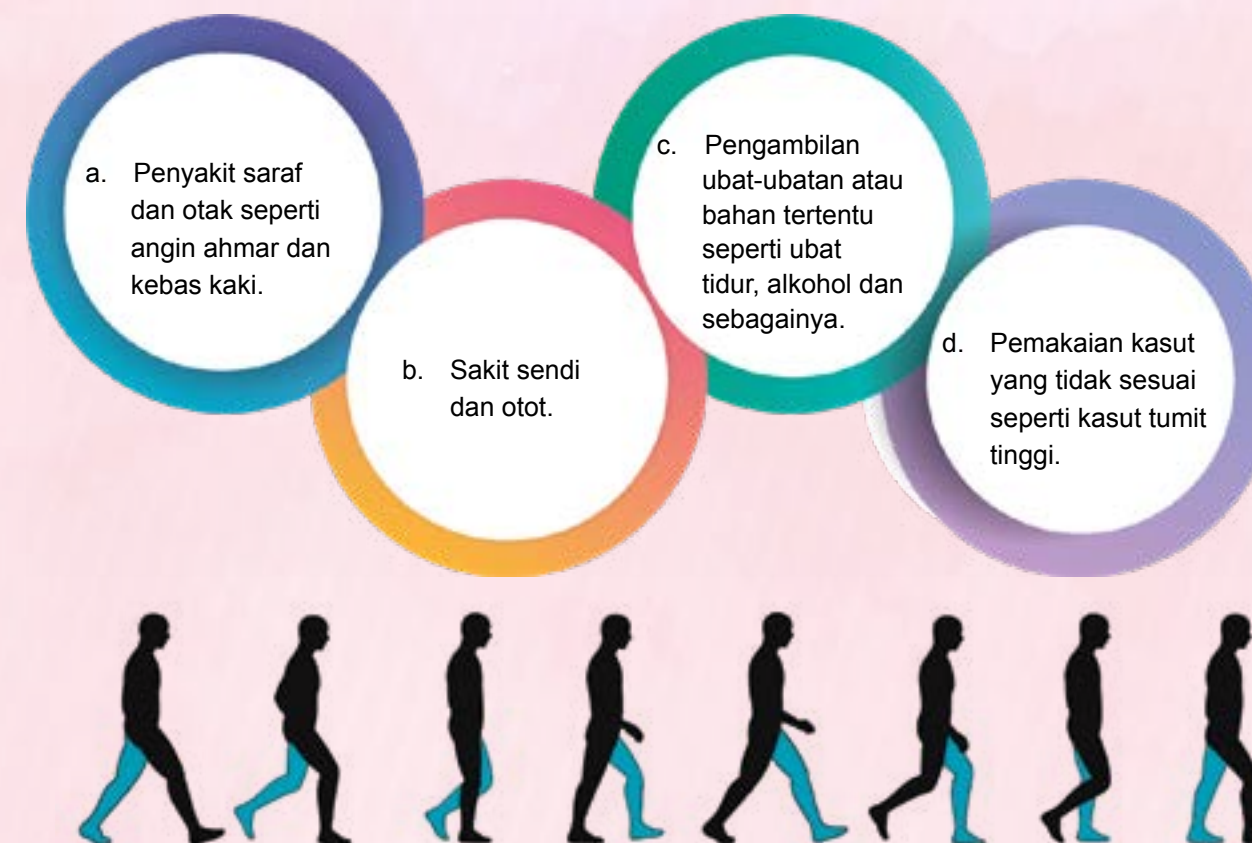 a. Penyakit saraf
dan otak seperti
angin ahmar dan
kebas kaki.
b. Sakit sendi
dan otot.
c. Pengambilan
ubat-ubatan atau
bahan tertentu
seperti ubat
tidur, alkohol dan
sebagainya.
d. Pemakaian kasut
yang tidak sesuai
seperti kasut tumit
tinggi.